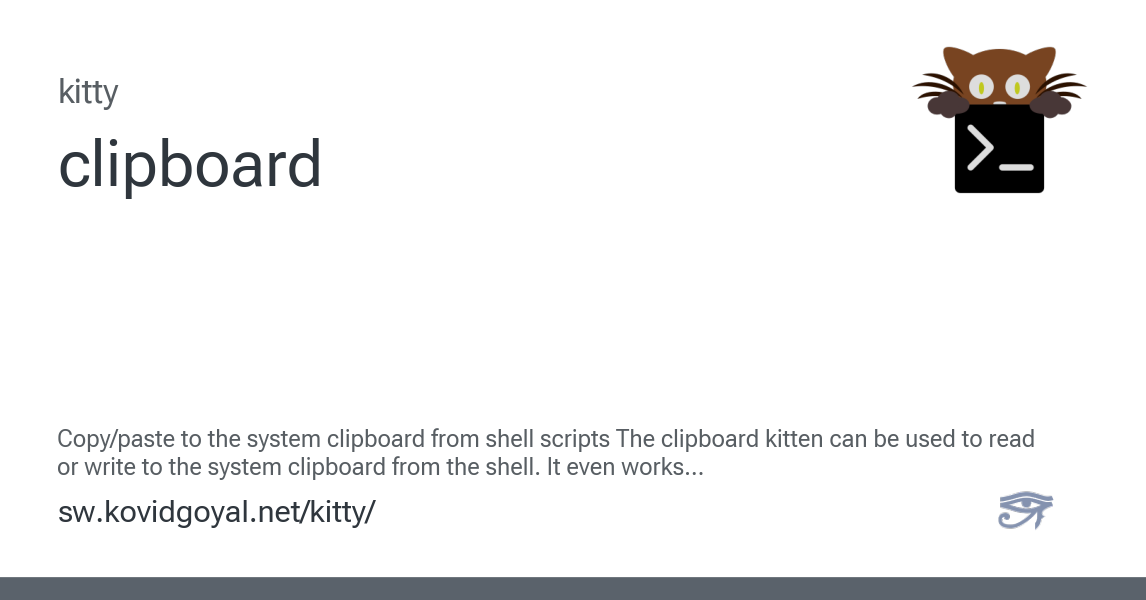 kitty
clipboard
>_
Copy/paste to the system clipboard from shell scripts The clipboard kitten can be used to read
or write to the system clipboard from the shell. It even works...
sw.kovidgoyal.net/kitty/